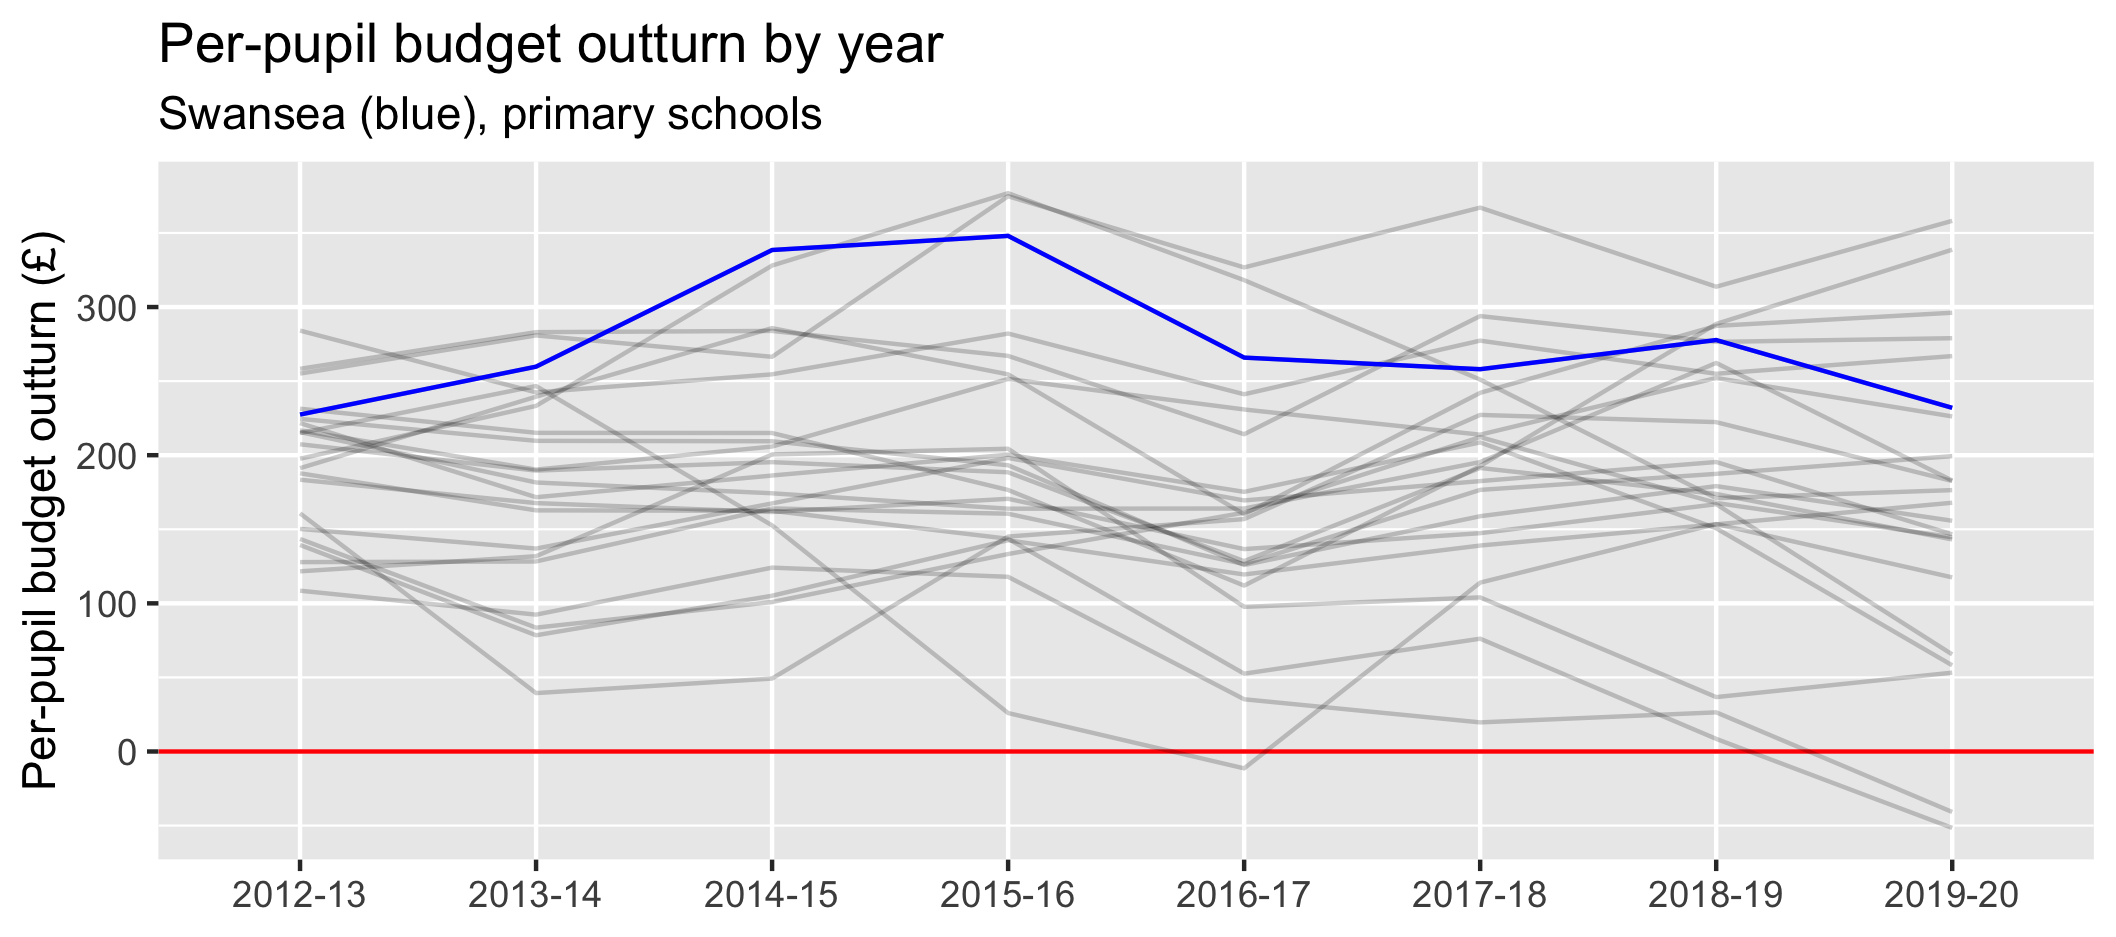 Per-pupil budget outturn by year
Swansea (blue), primary schools
Per-pupil budget outturn (£)
300
200
100
0
2012-13 2013-14 2014-15 2015-16 2016-17 2017-18 2018-19 2019-20